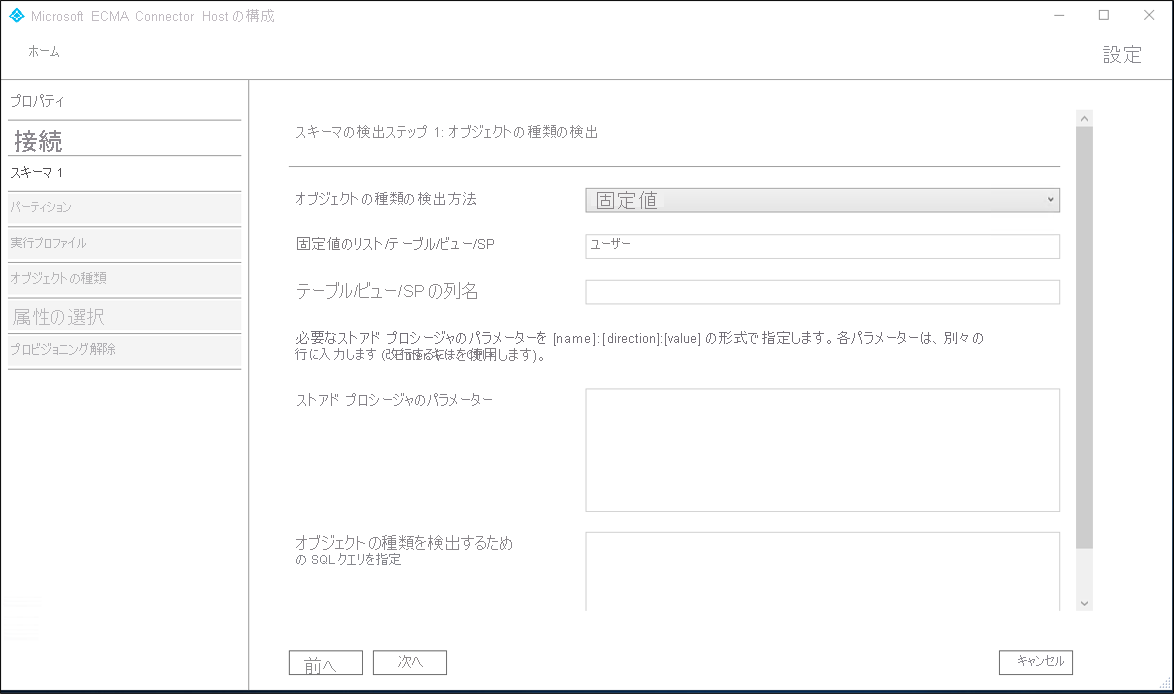 Microsoft ECMA Connector Host の構成
ホーム
設定
プロパティ
接続
スキーマ 1
パーティション
実行プロファイル
オブジェクトの種類
属性の選択
プロビジョニング解除
スキーマの検出ステップ 1: オブジェクトの種類の検出
オブジェクトの種類の検出方法
固定値
固定値のリスト/テーブル/ビュー/SP
ユーザー
テーブル/ビュー/SP の列名
必要なストアド プロシージャのパラメーターを [name]:[direction]:[value] の形式で指定します。各パラメーターは、別々の
行に入力します (を使用します)。
ストアド プロシージャのパラメーター
オブジェクトの種類を検出するため
の SQL クエリを指定
前へ
次へ
キャンセル